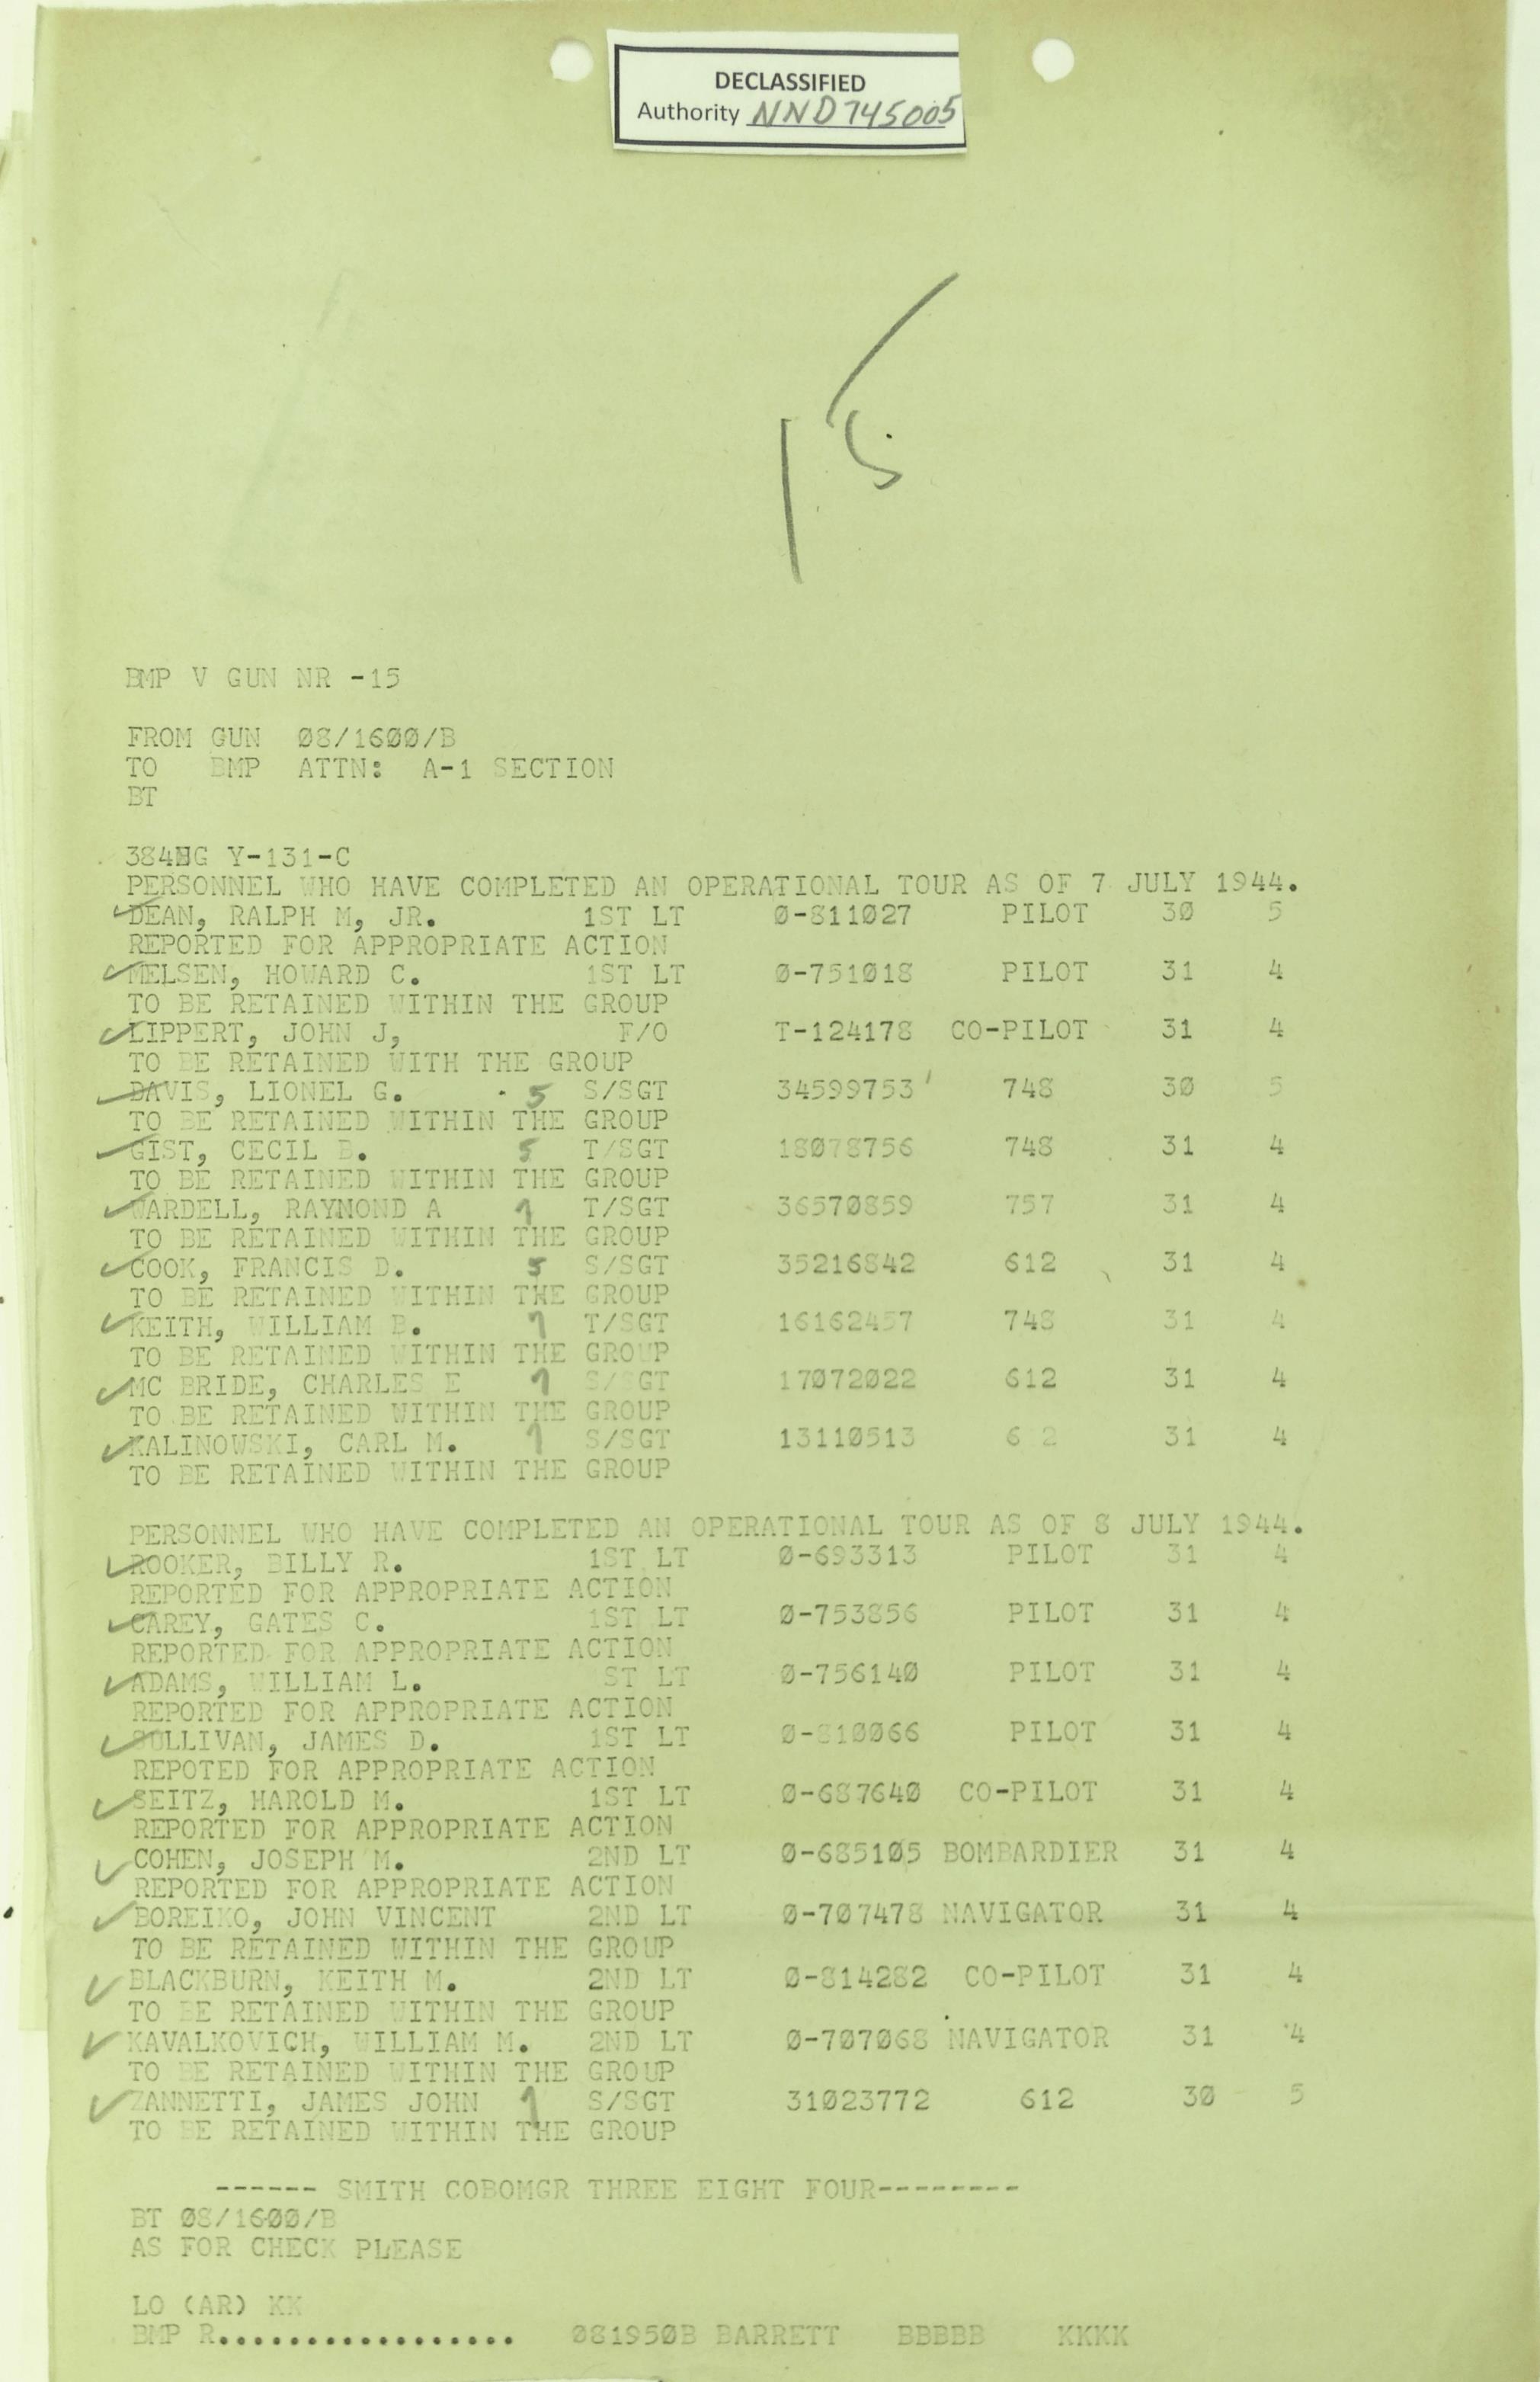 DECLASSIFIED
Authority NND745005
15
BMP V GUN NR -15
FROM GUN 08/1600/B
TO BMP ATTN: A-1 SECTION
BT
384BG Y-131-C
PERSONNEL WHO HAVE COMPLETED AN OPERATIONAL TOUR AS OF 7 JULY 1944.
DEAN, RALPH M, JR. 1ST LT 0-811027 PILOT 30 5
REPORTED FOR APPROPRIATE ACTION
MELSEN, HOWARD C. 1ST LT 0-751018 PILOT 31 4
TO BE RETAINED WITHIN THE GROUP
LIPPERT, JOHN J, F/O T-124178 CO-PILOT 31 4
TO BE RETAINED WITH THE GROUP
DAVIS, LIONEL G. 5 S/SGT 34599753 748 30 5
TO BE RETAINED WITHIN THE GROUP
GIST, CECIL B. 5 T/SGT 18078756 748 31 4
TO BE RETAINED WITHIN THE GROUP
WARDELL, RAYMOND A 7 T/SGT 36570859 757 31 4
TO BE RETAINED WITHIN THE GROUP
COOK, FRANCIS D. 5 S/SGT 35216842 612 31 4
TO BE RETAINED WITHIN THE GROUP
KEITH, WILLIAM B. 7 T/SGT 16162457 748 31 4
TO BE RETAINED WITHIN THE GROUP
MC BRIDE, CHARLES E 7 S/SGT 17072022 612 31 4
TO BE RETAINED WITHIN THE GROUP
KALINOWSKI, CARL M. 7 S/SGT 13110513 6 2 31 4
TO BE RETAINED WITHIN THE GROUP
PERSONNEL WHO HAVE COMPLETED AN OPERATIONAL TOUR AS OF 8 JULY 1944.
ROOKER, BILLY R. 1ST LT 0-693313 PILOT 31 4
REPORTED FOR APPROPRIATE ACTION
CAREY, GATES C. 1ST LT 0-753856 PILOT 31 4
REPORTED FOR APPROPRIATE ACTION
ADAMS, WILLIAM L. ST LT 0-756140 PILOT 31 4
REPORTED FOR APPROPRIATE ACTION
SULLIVAN, JAMES D. 1ST LT 0-810066 PILOT 31 4
REPOTED FOR APPROPRIATE ACTION
SEITZ, HAROLD M. 1ST LT 0-687640 CO-PILOT 31 4
REPORTED FOR APPROPRIATE ACTION
COHEN, JOSEPH M. 2ND LT 0-685105 BOMBARDIER 31 4
REPORTED FOR APPROPRIATE ACTION
BOREIKO, JOHN VINCENT 2ND LT 0-707478 NAVIGATOR 31 4
TO BE RETAINED WITHIN THE GROUP
BLACKBURN, KEITH M. 2ND LT 0-814282 CO-PILOT 31 4
TO BE RETAINED WITHIN THE GROUP
KAVALKOVICH, WILLIAM M. 2ND LT 0-707068 NAVIGATOR 31 4
TO BE RETAINED WITHIN THE GROUP
ZANNETTI, JAMES JOHN 7 S/SGT 31023772 612 30 5
TO BE RETAINED WITHIN THE GROUP
------ SMITH COBOMGR THREE EIGHT FOUR--------
BT 08/1600/B
AS FOR CHECK PLEASE
LO (AR) KK
BMP R.................. 081950B BARRETT BBBBB KKKK